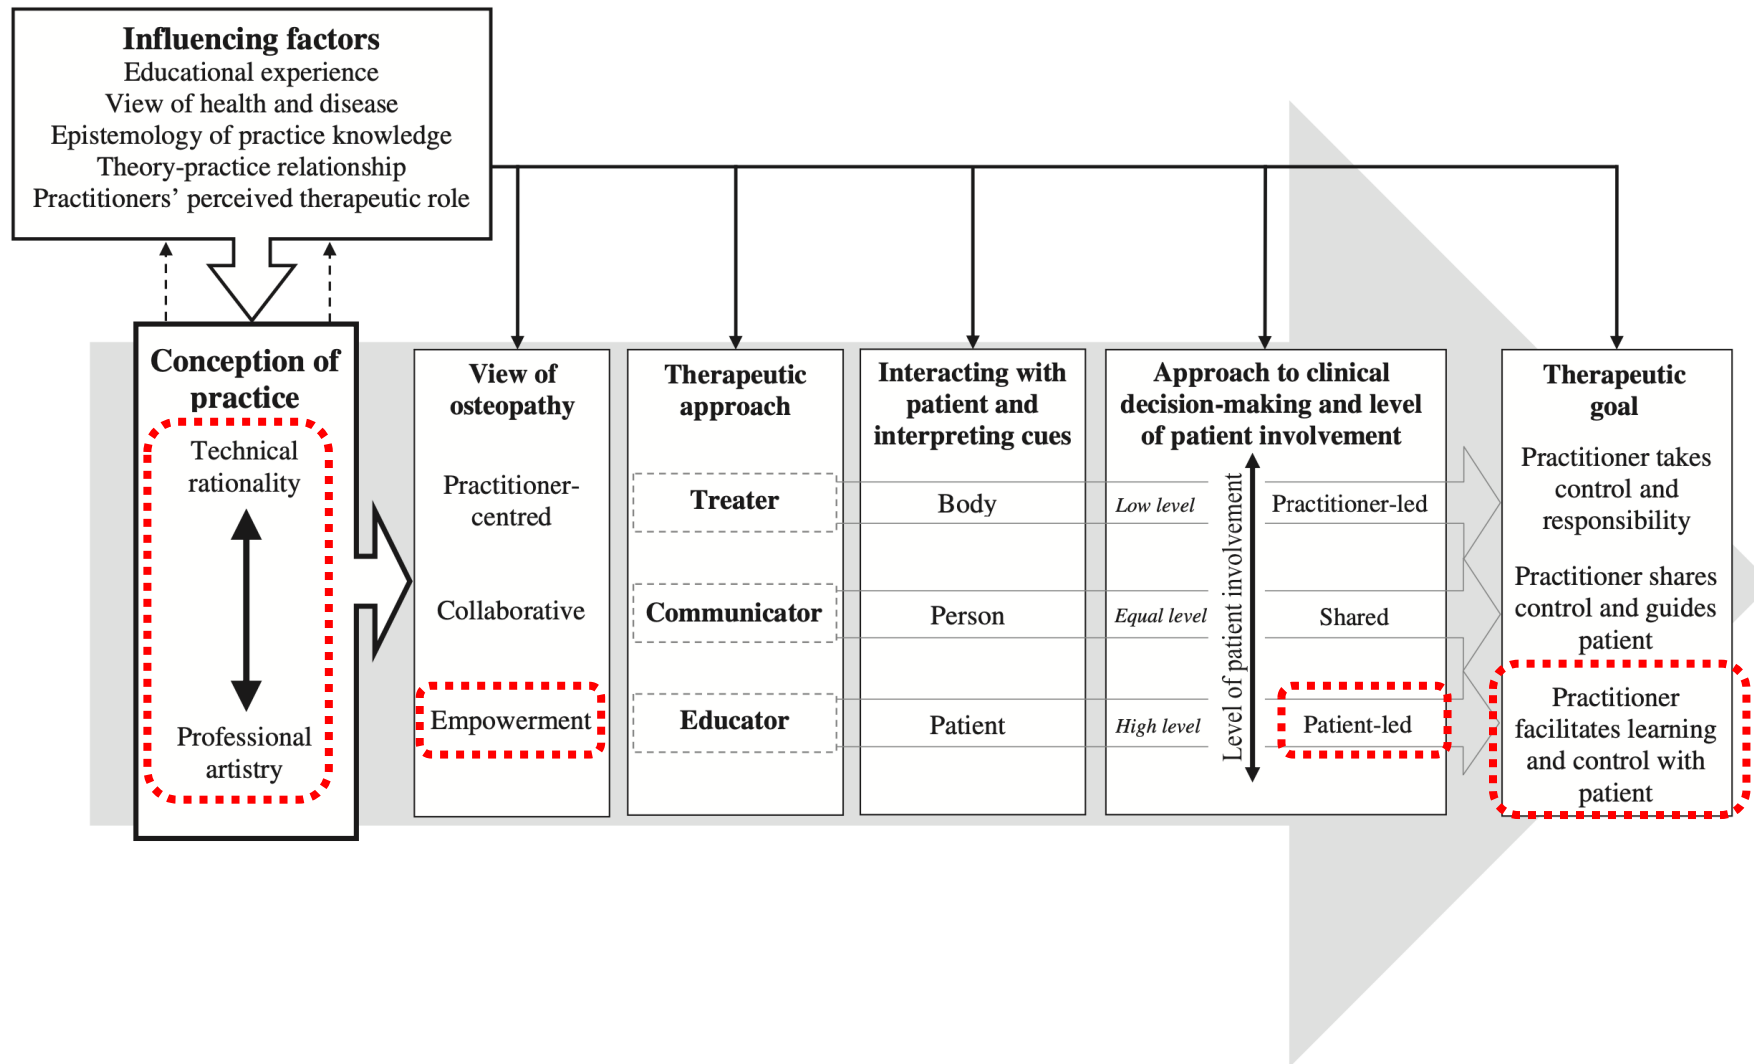 Influencing factors
Educational experience
View of health and disease
Epistemology of practice knowledge
Theory-practice relationship
Practitioners’ perceived therapeutic role
Conception of
practice
Technical
rationality
Professional
artistry
View of
osteopathy
Practitioner-
centred
Collaborative
Empowerment
Therapeutic
approach
Treater
Communicator
Educator
Interacting with
patient and
interpreting cues
Body
Person
Patient
Approach to clinical
decision-making and level
of patient involvement
Low level
Equal level
High level
Level of patient involvement
Practitioner-led
Shared
Patient-led
Therapeutic
goal
Practitioner takes
control and
responsibility
Practitioner shares
control and guides
patient
Practitioner
facilitates learning
and control with
patient